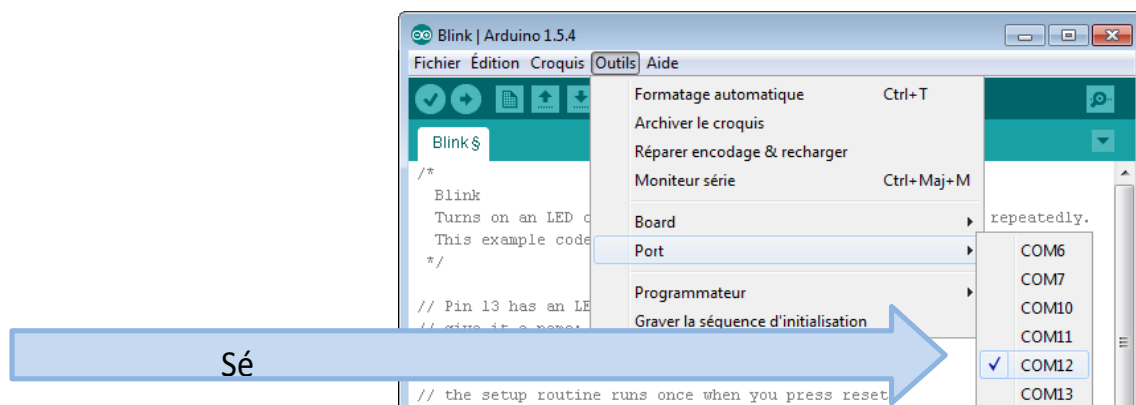 Blink | Arduino 1.5.4
Fichier Édition Croquis Outils Aide
Formatage automatique Ctrl+T
Archiver le croquis
Réparer encodage & recharger
Moniteur série Ctrl+Maj+M
Board
Port
Programmateur
Graver la séquence d'initialisation
COM6
COM7
COM10
COM11
COM12
COM13
Blink§
/*
Blink
Turns on an LED repeatedly.
This example code
*/
// Pin 13 has an LE
// give it a name:
// the setup routine runs once when you press reset
Sé